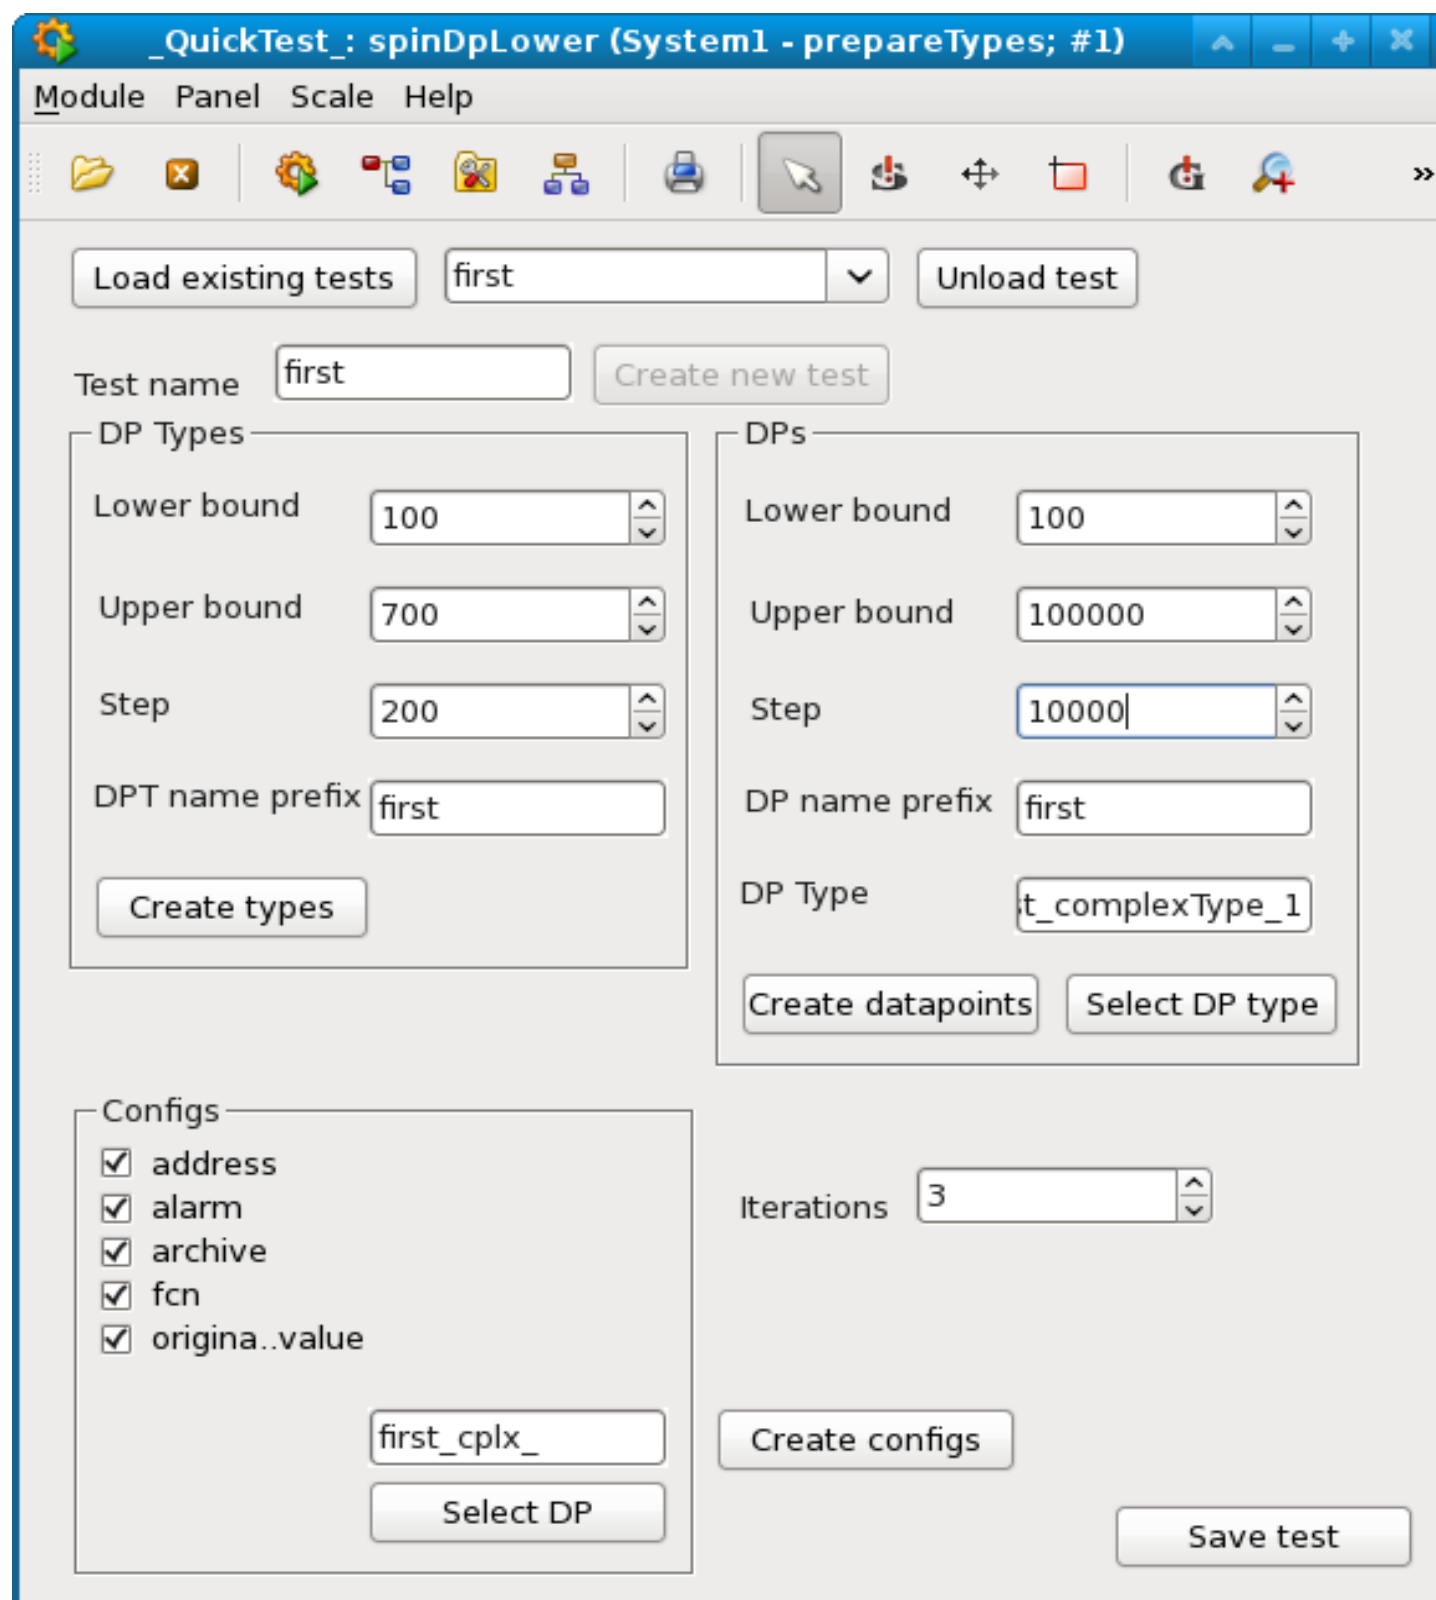 _QuickTest_: spinDpLower (System1 - prepareTypes; #1)
Module Panel Scale Help
Load existing tests first Unload test
Test name first Create new test
DP Types
Lower bound 100
Upper bound 700
Step 200
DPT name prefix first
Create types
DPs
Lower bound 100
Upper bound 100000
Step 10000
DP name prefix first
DP Type t_complexType_1
Create datapoints Select DP type
Configs
address
alarm
archive
fcn
origina..value
first_cplx_
Select DP
Iterations 3
Create configs
Save test